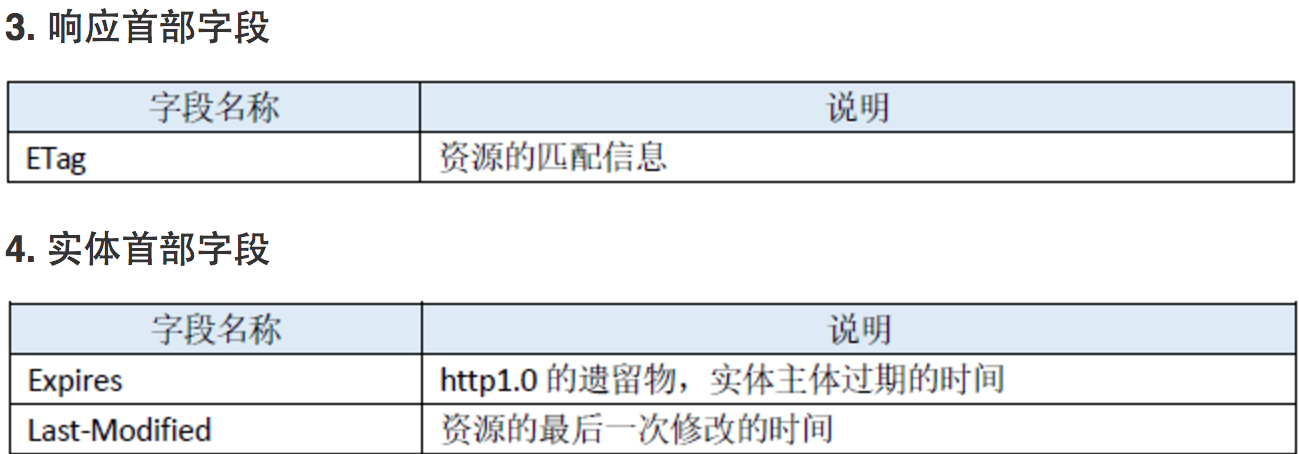 3. 响应首部字段
字段名称 说明
ETag 资源的匹配信息
4. 实体首部字段
字段名称 说明
Expires http1.0 的遗留物，实体主体过期的时间
Last-Modified 资源的最后一次修改的时间